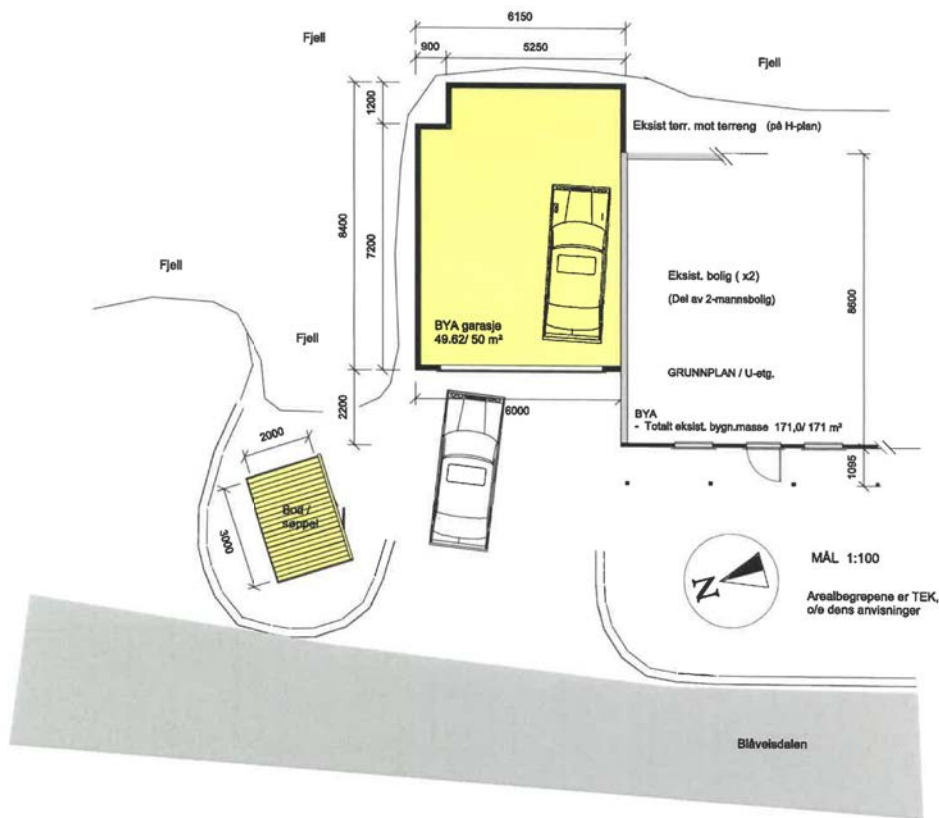 6150
Fjell
900
5250
Fjell
1200
Eksist terr. mot terreng (på H-plan)
8400
7200
8600
Fjell
Eksist. bolig ( x2)
(Del av 2-mannsbolig)
BYA garasje
49.62/ 50 m²
Fjell
GRUNNPLAN / U-etg.
2200
6000
BYA
- Totalt eksist. bygn.masse 171,0/ 171 m²
2000
1095
Bod /
søppel
3000
MÅL 1:100
N
Arealbegrepene er TEK,
o/e dens anvisninger
Blåveisdalen